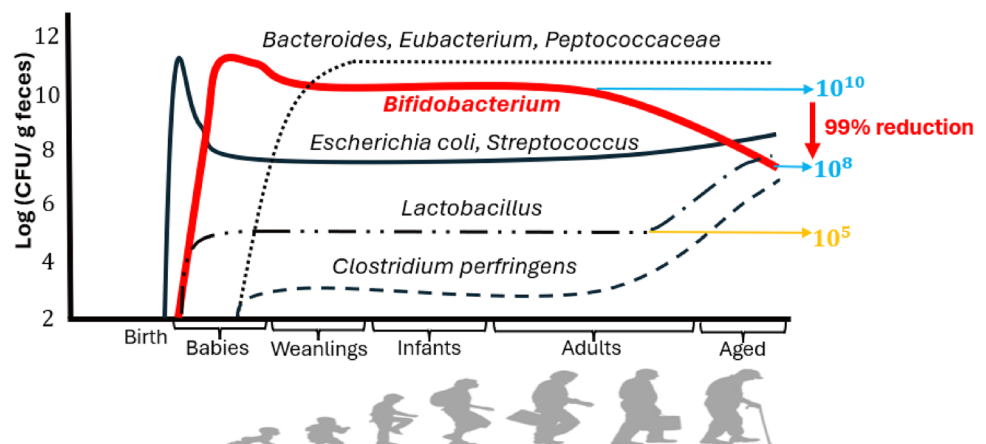 Log (CFU/ g feces)
12
10
8
6
4
2
Bacteroides, Eubacterium, Peptococcaceae
10¹⁰
Bifidobacterium
99% reduction
Escherichia coli, Streptococcus
10⁸
Lactobacillus
10⁵
Clostridium perfringens
Birth
Babies
Weanlings
Infants
Adults
Aged